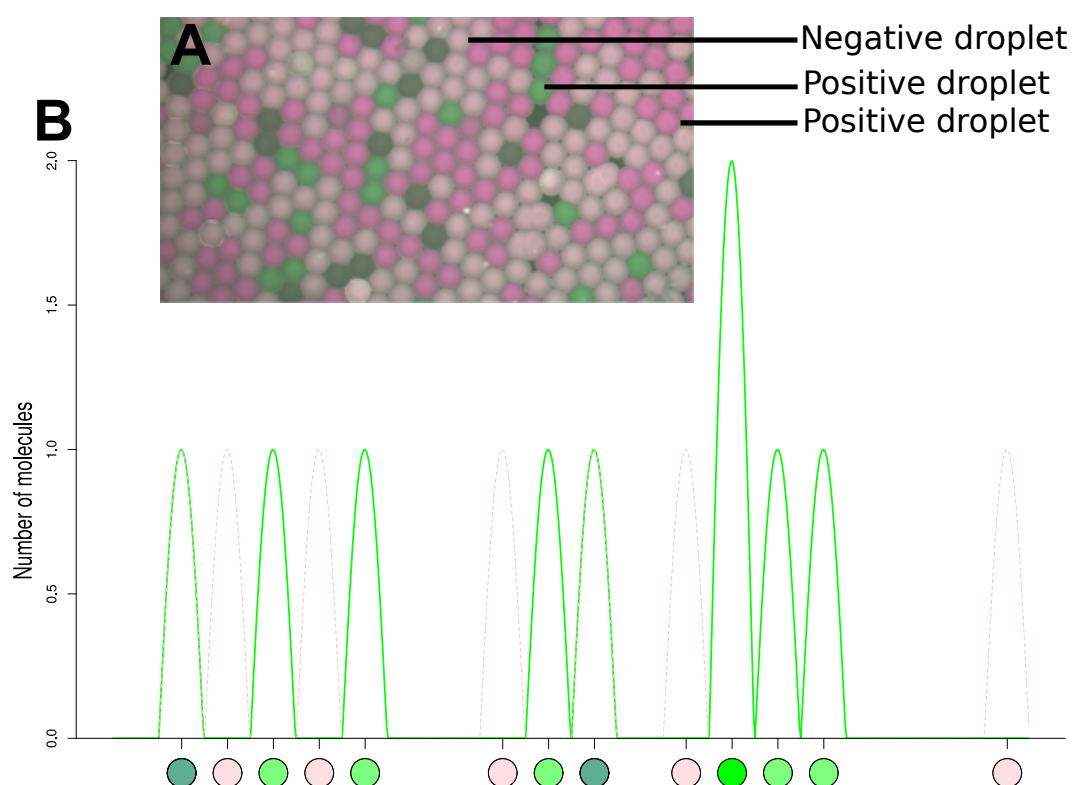 A
Negative droplet
Positive droplet
Positive droplet
B
2.0
1.5
1.0
0.5
0.0
Number of molecules